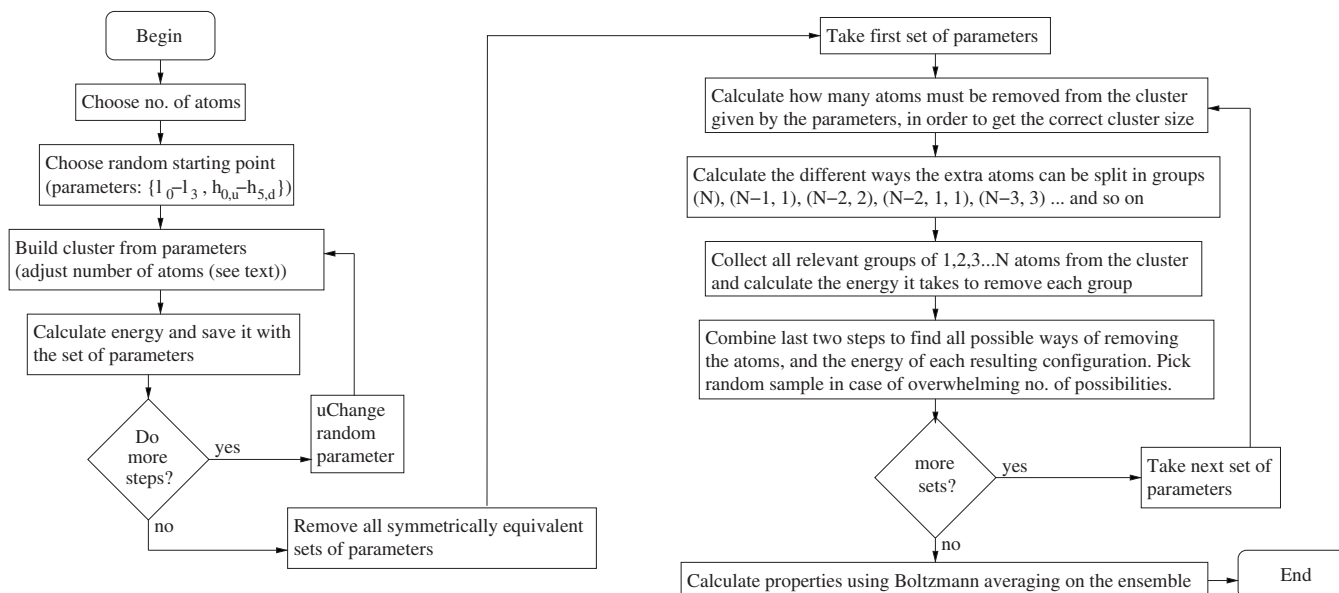 Begin
Choose no. of atoms
Choose random starting point
(parameters: {l 0–l 3 , h0,u–h5,d})
Build cluster from parameters
(adjust number of atoms (see text))
Calculate energy and save it with
the set of parameters
Do
more
steps?
yes
uChange
random
parameter
no
Remove all symmetrically equivalent
sets of parameters
Take first set of parameters
Calculate how many atoms must be removed from the cluster
given by the parameters, in order to get the correct cluster size
Calculate the different ways the extra atoms can be split in groups
(N), (N−1, 1), (N−2, 2), (N−2, 1, 1), (N−3, 3) ... and so on
Collect all relevant groups of 1,2,3...N atoms from the cluster
and calculate the energy it takes to remove each group
Combine last two steps to find all possible ways of removing
the atoms, and the energy of each resulting configuration. Pick
random sample in case of overwhelming no. of possibilities.
more
sets?
yes
Take next set of
parameters
no
Calculate properties using Boltzmann averaging on the ensemble
End